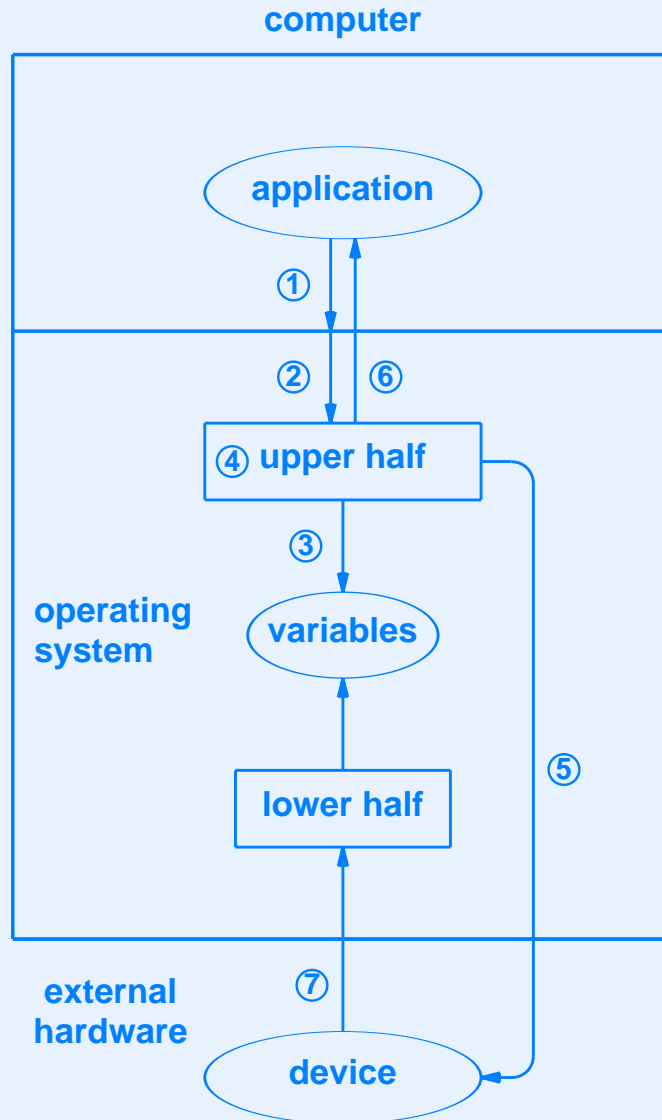 computer
application
①
②
⑥
④ upper half
③
operating
system
variables
⑤
lower half
external
hardware
⑦
device